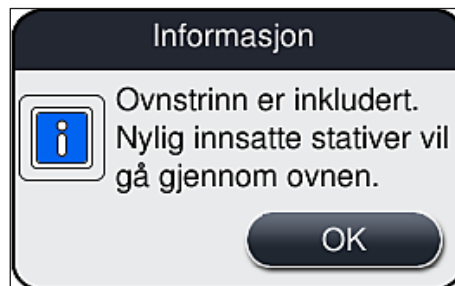 Informasjon
Ovnstrinn er inkludert.
Nylig innsatte stativer vil
gå gjennom ovnen.
OK